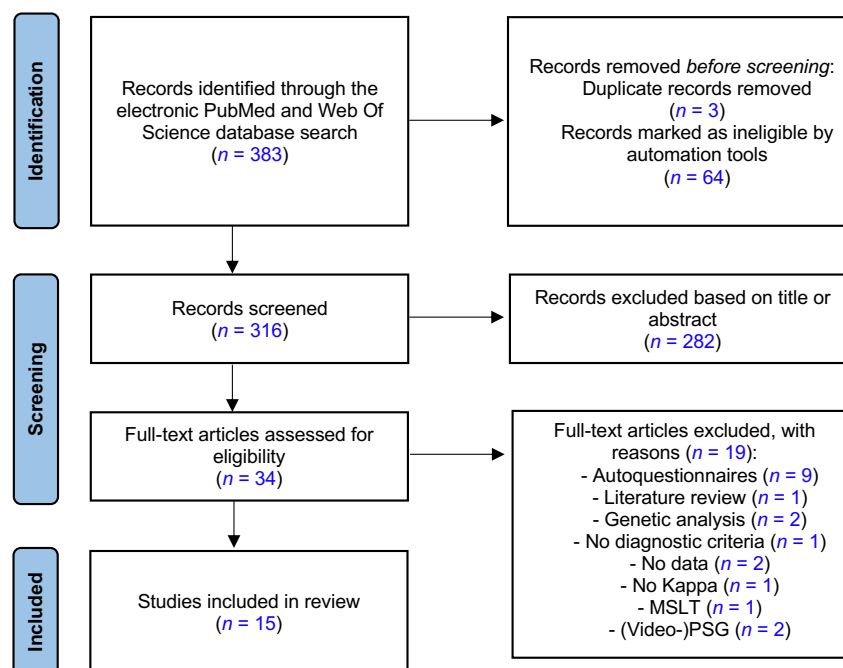 Identification
Records identified through the
electronic PubMed and Web Of
Science database search
(n = 383)
Records removed before screening:
Duplicate records removed
(n = 3)
Records marked as ineligible by
automation tools
(n = 64)
Screening
Records screened
(n = 316)
Records excluded based on title or
abstract
(n = 282)
Full-text articles assessed for
eligibility
(n = 34)
Full-text articles excluded, with
reasons (n = 19):
- Autoquestionnaires (n = 9)
- Literature review (n = 1)
- Genetic analysis (n = 2)
- No diagnostic criteria (n = 1)
- No data (n = 2)
- No Kappa (n = 1)
- MSLT (n = 1)
- (Video-)PSG (n = 2)
Included
Studies included in review
(n = 15)